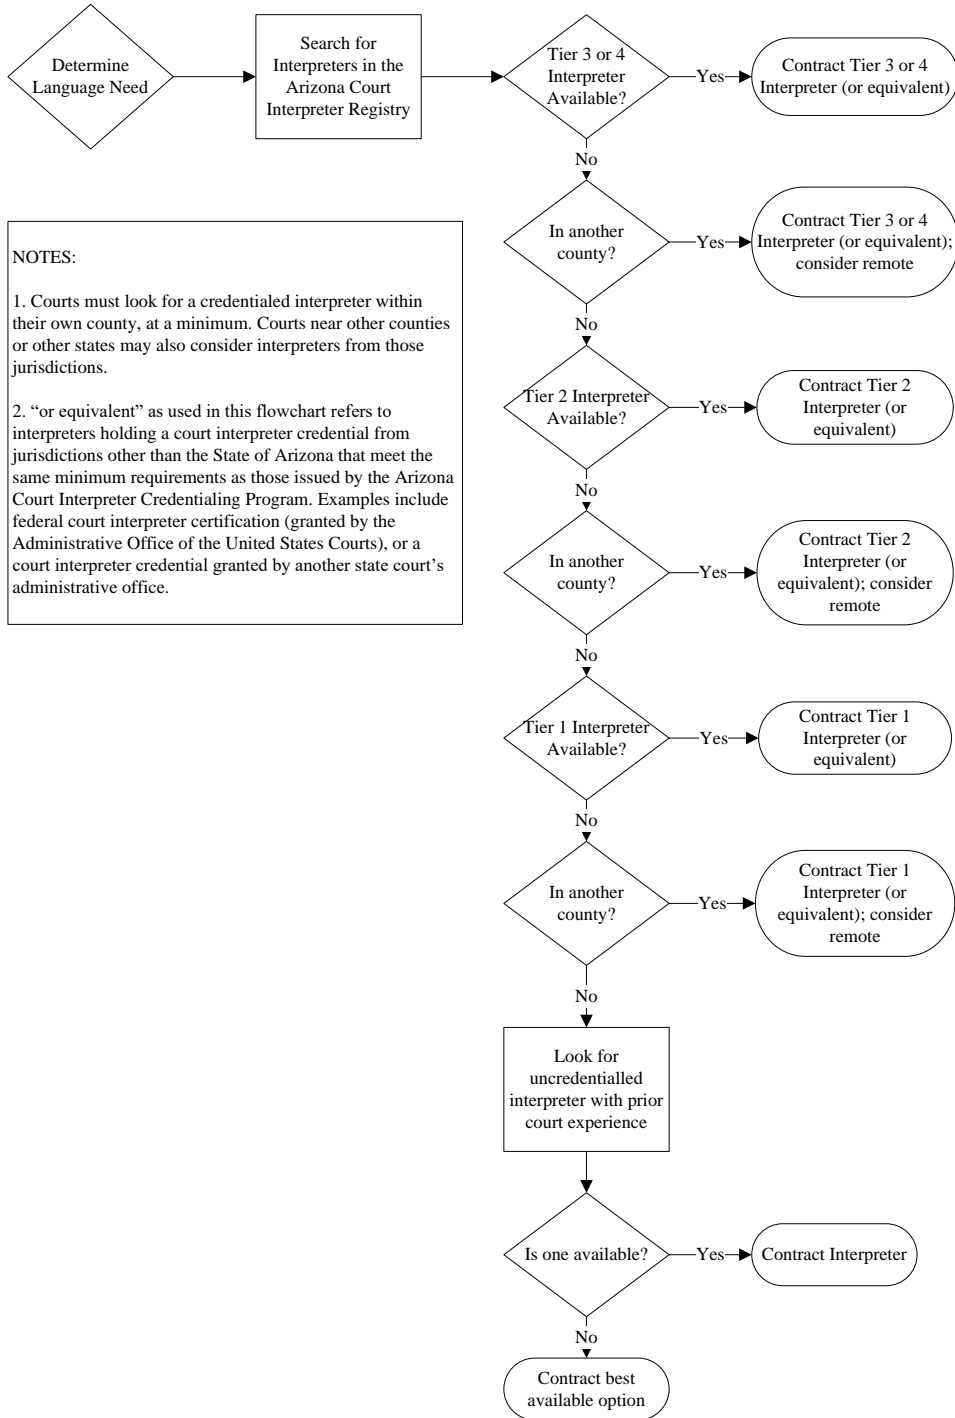 Determine
Language Need
Search for
Interpreters in the
Arizona Court
Interpreter Registry
Tier 3 or 4
Interpreter
Available?
Yes
Contract Tier 3 or 4
Interpreter (or equivalent)
No
In another
county?
Yes
Contract Tier 3 or 4
Interpreter (or equivalent);
consider remote
No
NOTES:
1. Courts must look for a credentialed interpreter within
their own county, at a minimum. Courts near other counties
or other states may also consider interpreters from those
jurisdictions.
2. “or equivalent” as used in this flowchart refers to
interpreters holding a court interpreter credential from
jurisdictions other than the State of Arizona that meet the
same minimum requirements as those issued by the Arizona
Court Interpreter Credentialing Program. Examples include
federal court interpreter certification (granted by the
Administrative Office of the United States Courts), or a
court interpreter credential granted by another state court’s
administrative office.
Tier 2 Interpreter
Available?
Yes
Contract Tier 2
Interpreter (or
equivalent)
No
In another
county?
Yes
Contract Tier 2
Interpreter (or
equivalent); consider
remote
No
Tier 1 Interpreter
Available?
Yes
Contract Tier 1
Interpreter (or
equivalent)
No
In another
county?
Yes
Contract Tier 1
Interpreter (or
equivalent); consider
remote
No
Look for
uncredentialled
interpreter with prior
court experience
Is one available?
Yes
Contract Interpreter
No
Contract best
available option